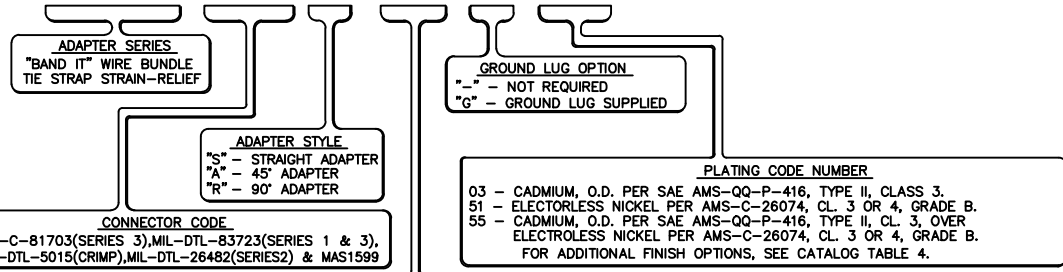 ADAPTER SERIES
"BAND IT" WIRE BUNDLE
TIE STRAP STRAIN-RELIEF
GROUND LUG OPTION
"-" - NOT REQUIRED
"G" - GROUND LUG SUPPLIED
ADAPTER STYLE
"S" - STRAIGHT ADAPTER
"A" - 45° ADAPTER
"R" - 90° ADAPTER
PLATING CODE NUMBER
03 - CADMIUM, O.D. PER SAE AMS-QQ-P-416, TYPE II, CLASS 3.
51 - ELECTORLESS NICKEL PER AMS-C-26074, CL. 3 OR 4, GRADE B.
55 - CADMIUM, O.D. PER SAE AMS-QQ-P-416, TYPE II, CL. 3, OVER
ELECTROLESS NICKEL PER AMS-C-26074, CL. 3 OR 4, GRADE B.
FOR ADDITIONAL FINISH OPTIONS, SEE CATALOG TABLE 4.
CONNECTOR CODE
-C-81703(SERIES 3),MIL-DTL-83723(SERIES 1 & 3),
-DTL-5015(CRIMP),MIL-DTL-26482(SERIES2) & MAS1599